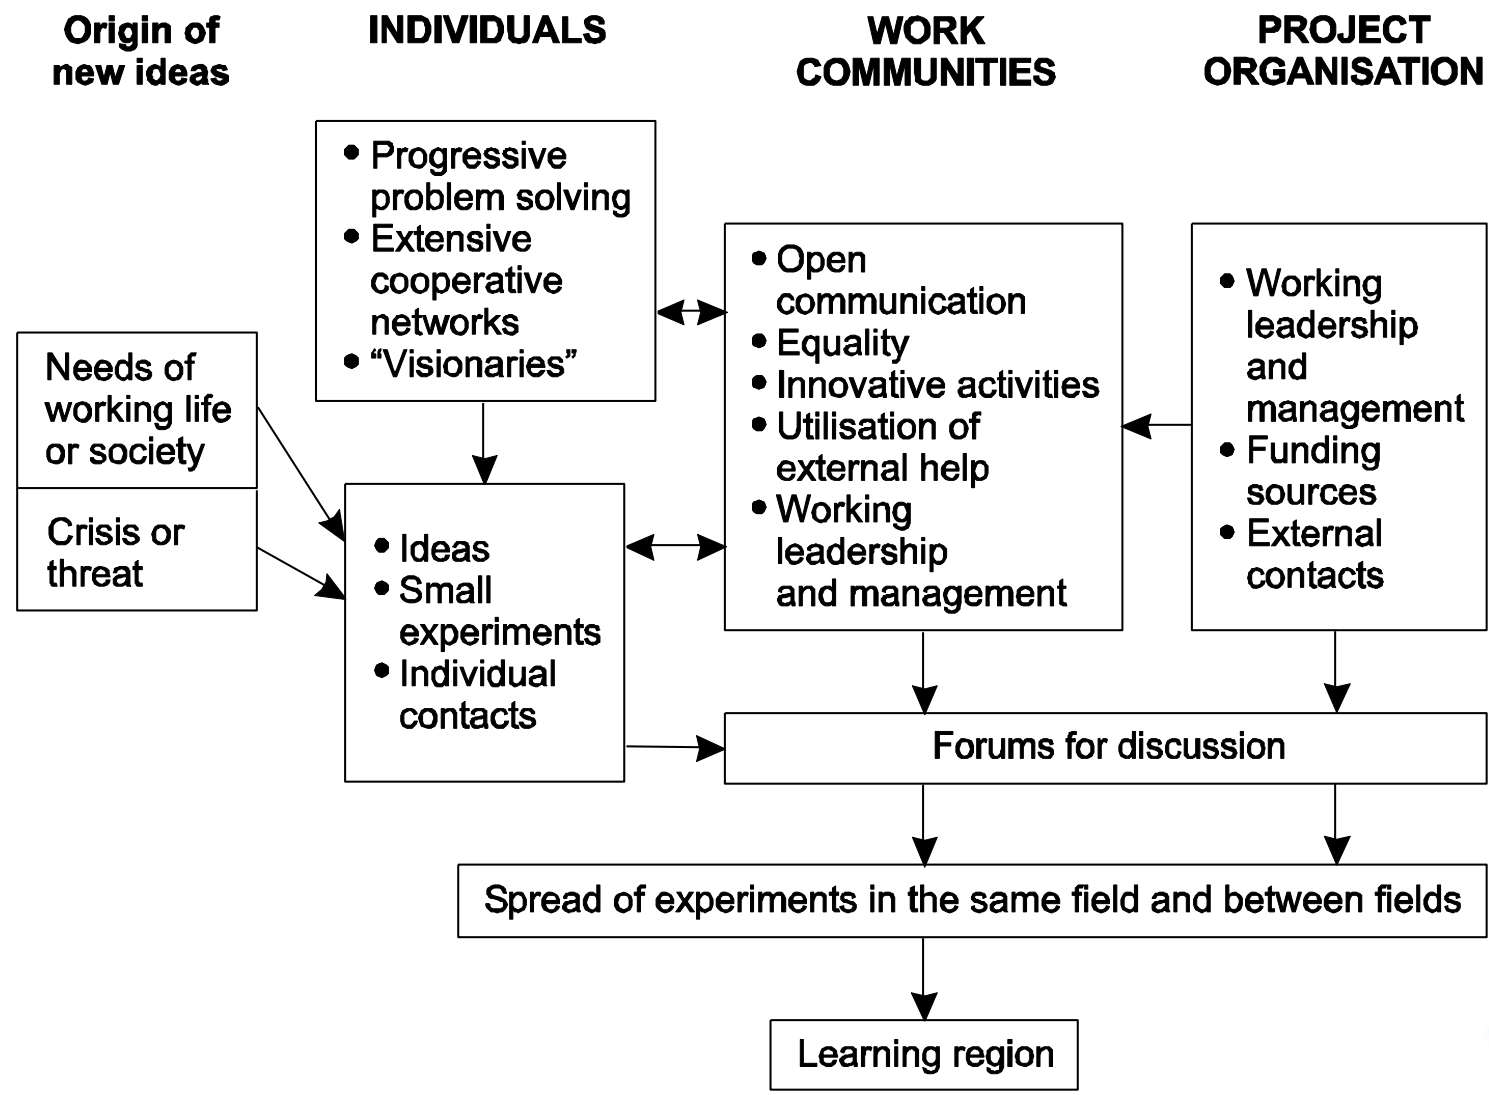 Origin of
new ideas
INDIVIDUALS
WORK
COMMUNITIES
PROJECT
ORGANISATION
Needs of
working life
or society
Crisis or
threat
• Progressive
problem solving
• Extensive
cooperative
networks
• “Visionaries”
• Ideas
• Small
experiments
• Individual
contacts
• Open
communication
• Equality
• Innovative activities
• Utilisation of
external help
• Working
leadership
and management
• Working
leadership
and
management
• Funding
sources
• External
contacts
Forums for discussion
Spread of experiments in the same field and between fields
Learning region